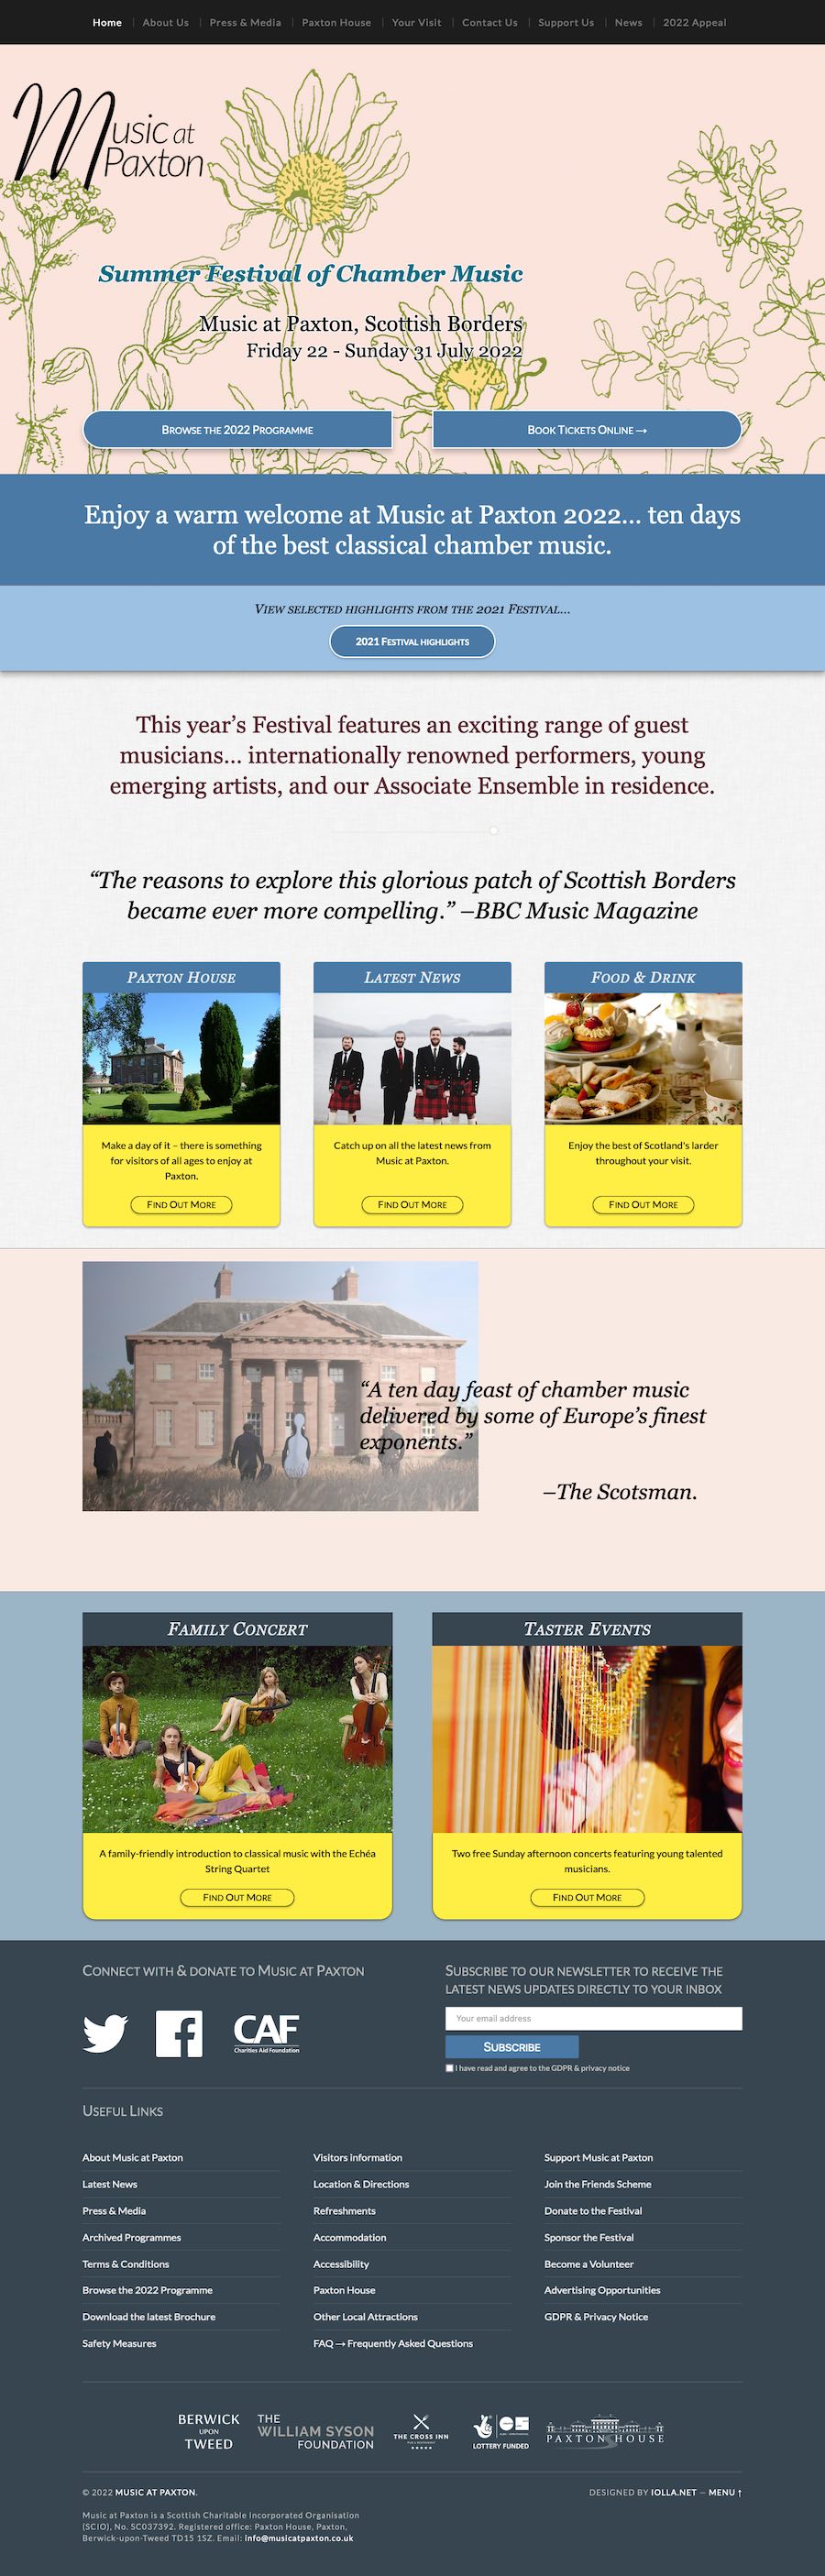 Home | About Us | Press & Media | Paxton House | Your Visit | Contact Us | Support Us | News | 2022 Appeal
Music at
Paxton
Summer Festival of Chamber Music
Music at Paxton, Scottish Borders
Friday 22 - Sunday 31 July 2022
Browse the 2022 Programme
Book Tickets Online →
Enjoy a warm welcome at Music at Paxton 2022… ten days
of the best classical chamber music.
View selected highlights from the 2021 Festival…
2021 Festival highlights
This year’s Festival features an exciting range of guest
musicians… internationally renowned performers, young
emerging artists, and our Associate Ensemble in residence.
“The reasons to explore this glorious patch of Scottish Borders
became ever more compelling.” –BBC Music Magazine
Paxton House
Make a day of it – there is something
for visitors of all ages to enjoy at
Paxton.
Find Out More
Latest News
Catch up on all the latest news from
Music at Paxton.
Find Out More
Food & Drink
Enjoy the best of Scotland's larder
throughout your visit.
Find Out More
“A ten day feast of chamber music
delivered by some of Europe’s finest
exponents.”
–The Scotsman.
Family Concert
A family-friendly introduction to classical music with the Echéa
String Quartet
Find Out More
Taster Events
Two free Sunday afternoon concerts featuring young talented
musicians.
Find Out More
Connect with & donate to Music at Paxton
CAF
Charities Aid Foundation
Subscribe to our newsletter to receive the
latest news updates directly to your inbox
Your email address
Subscribe
I have read and agree to the GDPR & privacy notice
Useful Links
About Music at Paxton
Latest News
Press & Media
Archived Programmes
Terms & Conditions
Browse the 2022 Programme
Download the latest Brochure
Safety Measures
Visitors information
Location & Directions
Refreshments
Accommodation
Accessibility
Paxton House
Other Local Attractions
FAQ → Frequently Asked Questions
Support Music at Paxton
Join the Friends Scheme
Donate to the Festival
Sponsor the Festival
Become a Volunteer
Advertising Opportunities
GDPR & Privacy Notice
BERWICK
UPON
TWEED
THE
WILLIAM SYSON
FOUNDATION
THE CROSS INN
LOTTERY FUNDED
PAXTON HOUSE
© 2022 MUSIC AT PAXTON.
DESIGNED BY IOLLA.NET – MENU ↑
Music at Paxton is a Scottish Charitable Incorporated Organisation
(SCIO), No. SC037392. Registered office: Paxton House, Paxton,
Berwick-upon-Tweed TD15 1SZ. Email: info@musicatpaxton.co.uk